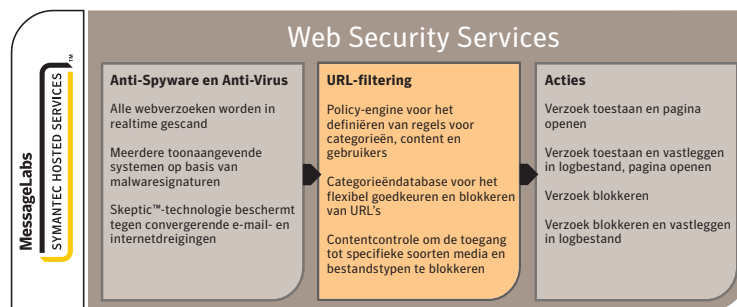 MessageLabs
SYMANTEC HOSTED SERVICES™
Web Security Services
Anti-Spyware en Anti-Virus
Alle webverzoeken worden in
realtime gescand
Meerdere toonaangevende
systemen op basis van
malwaresignaturen
Skeptic™-technologie beschermt
tegen convergerende e-mail- en
internetdreigingen
URL-filtering
Policy-engine voor het
definiëren van regels voor
categorieën, content en
gebruikers
Categorieëndatabase voor het
flexibel goedkeuren en blokkeren
van URL's
Contentcontrole om de toegang
tot specifieke soorten media en
bestandstypen te blokkeren
Acties
Verzoek toestaan en pagina
openen
Verzoek toestaan en vastleggen
in logbestand, pagina openen
Verzoek blokkeren
Verzoek blokkeren en vastleggen
in logbestand